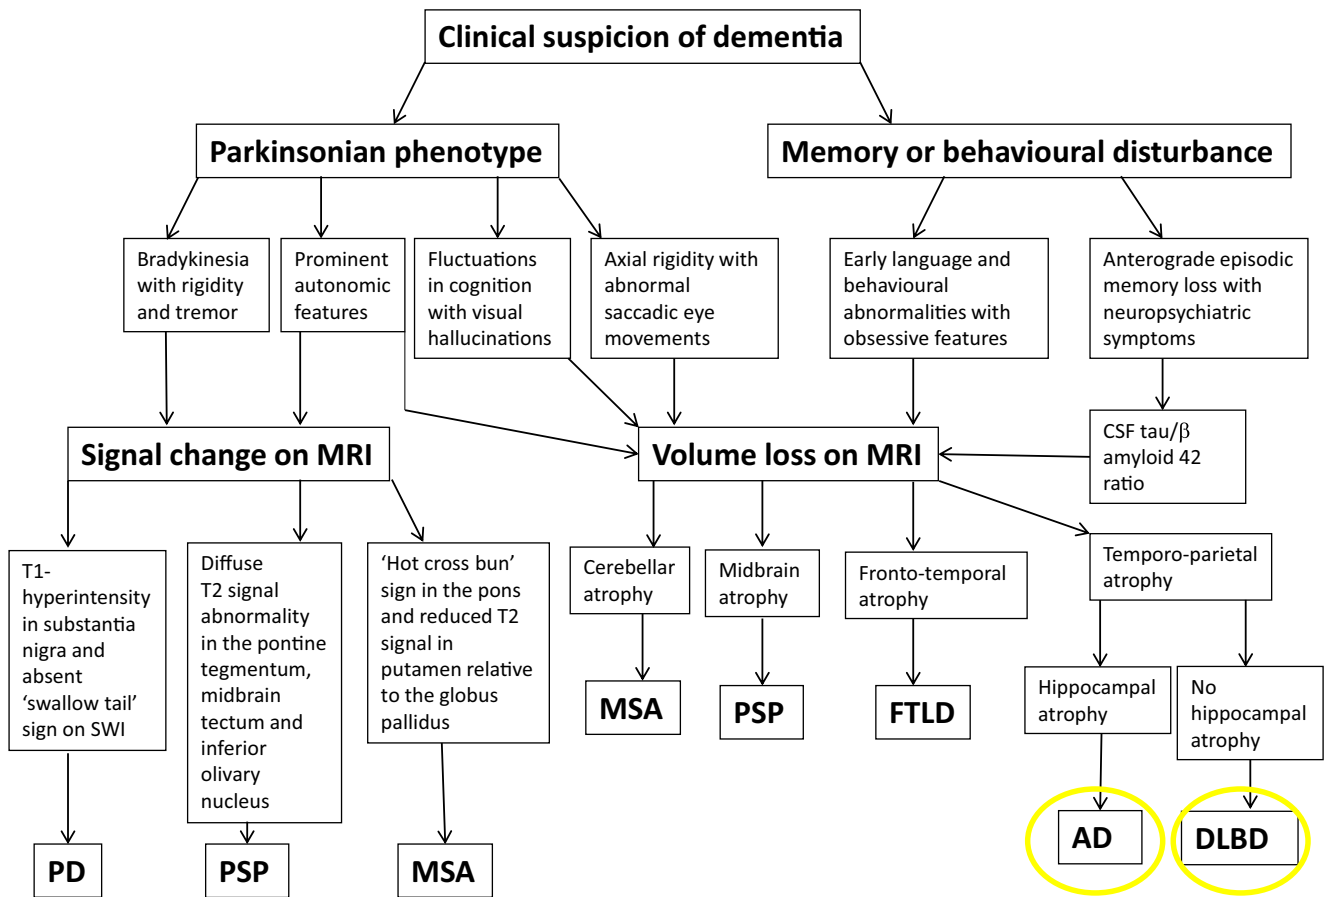 Clinical suspicion of dementia
Parkinsonian phenotype
Memory or behavioural disturbance
Bradykinesia
with rigidity
and tremor
Prominent
autonomic
features
Fluctuations
in cognition
with visual
hallucinations
Axial rigidity with
abnormal
saccadic eye
movements
Early language and
behavioural
abnormalities with
obsessive features
Anterograde episodic
memory loss with
neuropsychiatric
symptoms
Signal change on MRI
Volume loss on MRI
CSF tau/β
amyloid 42
ratio
T1-
hyperintensity
in substantia
nigra and
absent
‘swallow tail’
sign on SWI
Diffuse
T2 signal
abnormality
in the pontine
tegmentum,
midbrain
tectum and
inferior
olivary
nucleus
‘Hot cross bun’
sign in the pons
and reduced T2
signal in
putamen relative
to the globus
pallidus
Cerebellar
atrophy
Midbrain
atrophy
Fronto-temporal
atrophy
Temporo-parietal
atrophy
MSA
PSP
FTLD
Hippocampal
atrophy
No
hippocampal
atrophy
PD
PSP
MSA
AD
DLBD